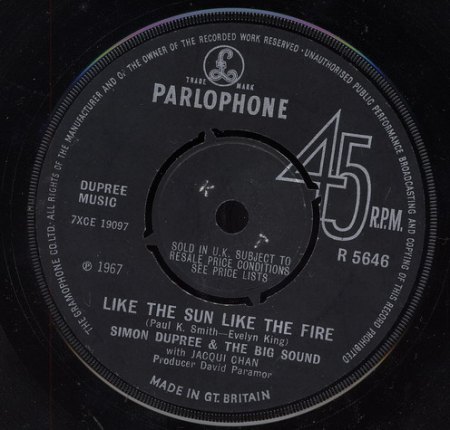 ALL RIGHTS OF THE MANUFACTURER AND OF THE OWNER OF THE RECORDED WORK RESERVED · UNAUTHORISED PUBLIC PERFORMANCE BROADCASTING AND COPYING OF THIS RECORD PROHIBITED
THE GRAMOPHONE CO. LTD.
£
TRADE MARK
PARLOPHONE
45 R.P.M.
DUPREE
MUSIC
7XCE 19097
R 5646
SOLD IN U.K. SUBJECT TO
RESALE PRICE CONDITIONS
SEE PRICE LISTS
℗ 1967
LIKE THE SUN LIKE THE FIRE
(Paul K. Smith—Evelyn King)
SIMON DUPREE & THE BIG SOUND
with JACQUI CHAN
Producer David Paramor
MADE IN GT. BRITAIN